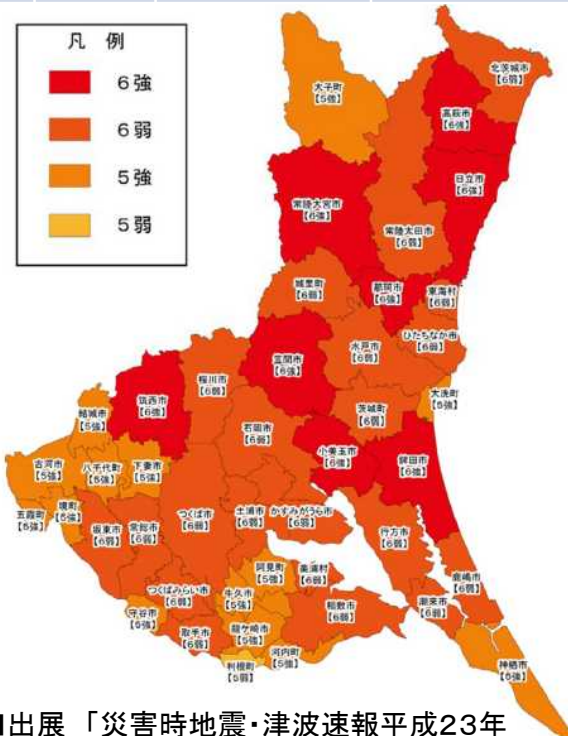 凡 例
6強
6弱
5強
5弱
大子町
【5強】
北茨城市
【6弱】
高萩市
【6強】
日立市
【6強】
常陸大宮市
【6強】
常陸太田市
【6弱】
城里町
【6弱】
那珂市
【6強】
東海村
【6弱】
ひたちなか市
【6弱】
水戸市
【6弱】
笠間市
【6強】
大洗町
【5強】
茨城町
【6弱】
桜川市
【6弱】
筑西市
【6強】
結城市
【5強】
石岡市
【6弱】
小美玉市
【6強】
鉾田市
【6強】
古河市
【5強】
八千代町
【5強】
下妻市
【5強】
五霞町
【5強】
境町
【5強】
坂東市
【6弱】
常総市
【6弱】
つくば市
【6弱】
土浦市
【6弱】
かすみがうら市
【6弱】
行方市
【6弱】
阿見町
【5強】
美浦村
【6弱】
鹿嶋市
【6弱】
つくばみらい市
【6弱】
牛久市
【5強】
稲敷市
【6弱】
潮来市
【6弱】
守谷市
【5強】
取手市
【6弱】
龍ケ崎市
【5強】
河内町
【5強】
利根町
【5弱】
神栖市
【5強】
出展「災害時地震・津波速報平成23年